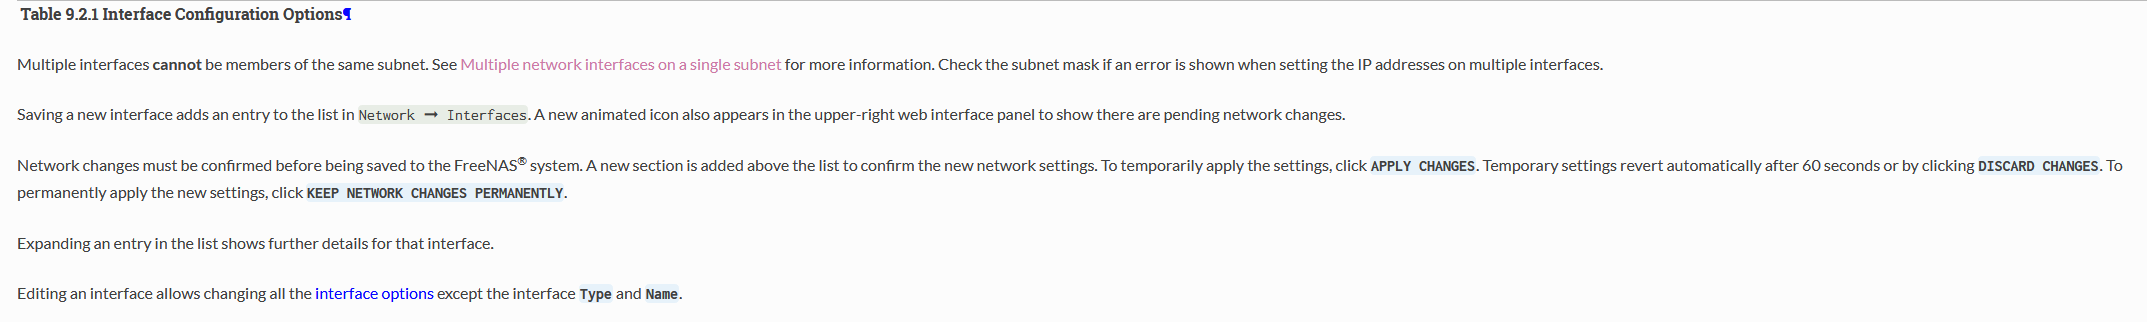 Table 9.2.1 Interface Configuration Options¶
Multiple interfaces cannot be members of the same subnet. See Multiple network interfaces on a single subnet for more information. Check the subnet mask if an error is shown when setting the IP addresses on multiple interfaces.
Saving a new interface adds an entry to the list in Network ➞ Interfaces. A new animated icon also appears in the upper-right web interface panel to show there are pending network changes.
Network changes must be confirmed before being saved to the FreeNAS® system. A new section is added above the list to confirm the new network settings. To temporarily apply the settings, click APPLY CHANGES. Temporary settings revert automatically after 60 seconds or by clicking DISCARD CHANGES. To
permanently apply the new settings, click KEEP NETWORK CHANGES PERMANENTLY.
Expanding an entry in the list shows further details for that interface.
Editing an interface allows changing all the interface options except the interface Type and Name.